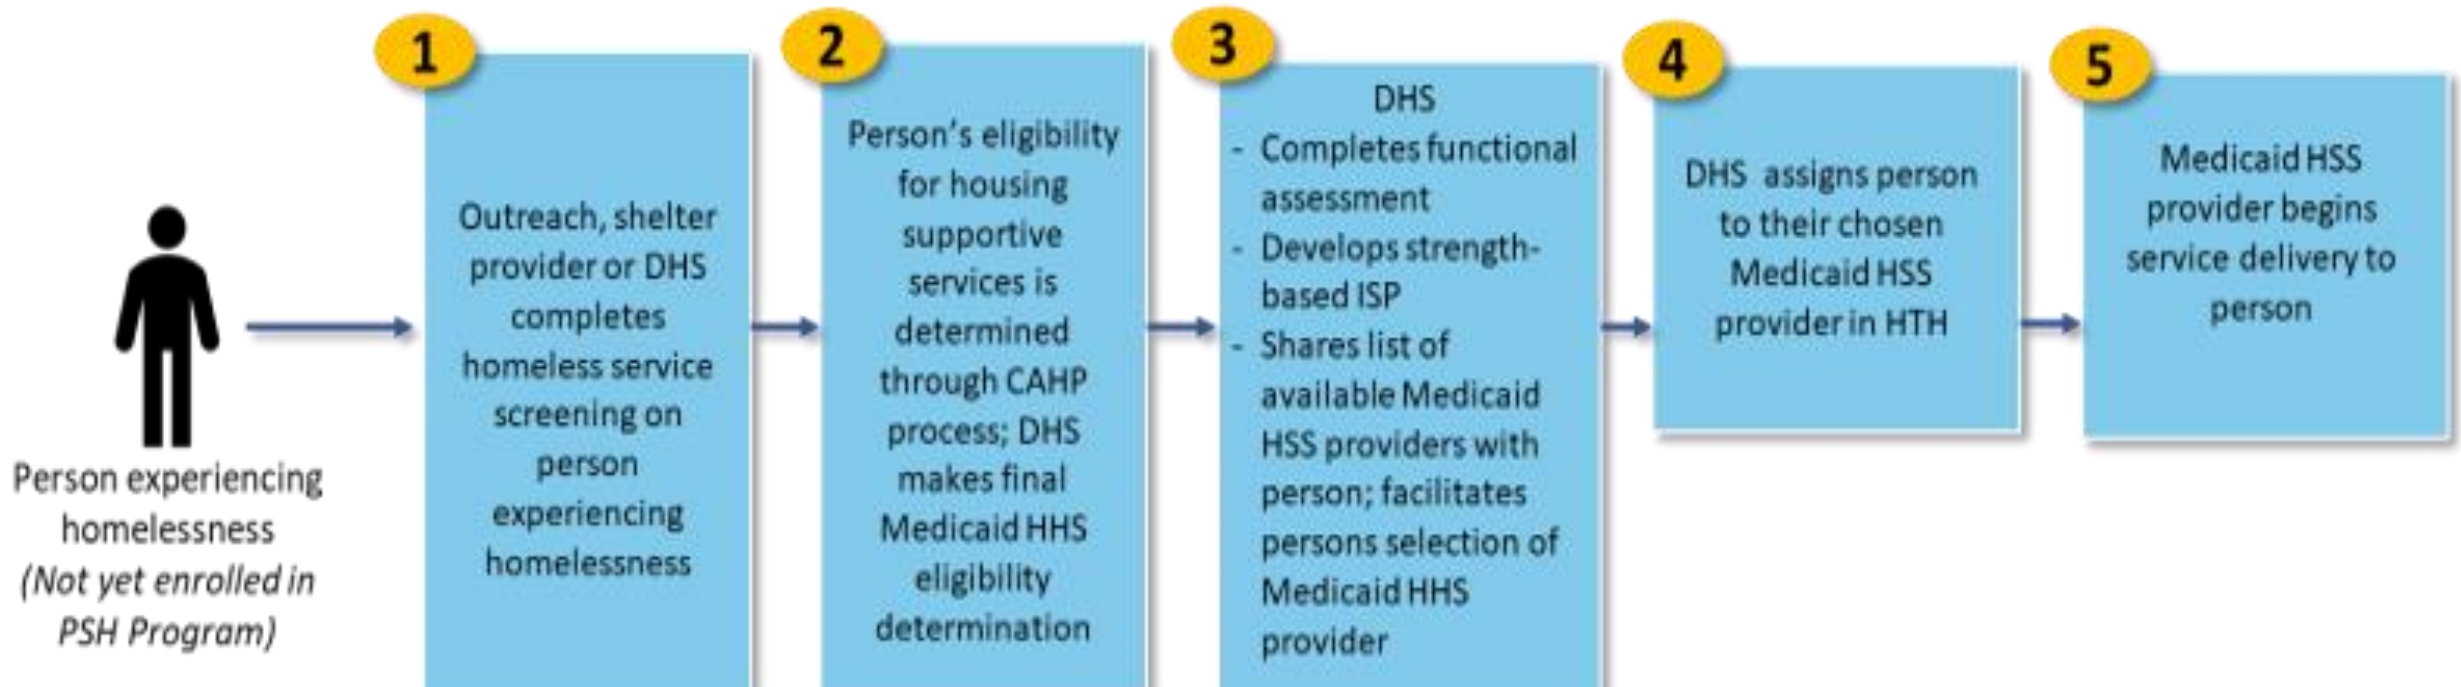 Person experiencing
homelessness
(Not yet enrolled in
PSH Program)
1
Outreach, shelter
provider or DHS
completes
homeless service
screening on
person
experiencing
homelessness
2
Person's eligibility
for housing
supportive
services is
determined
through CAHP
process; DHS
makes final
Medicaid HHS
eligibility
determination
3
DHS
- Completes functional
assessment
- Develops strength-
based ISP
- Shares list of
available Medicaid
HSS providers with
person; facilitates
persons selection of
Medicaid HHS
provider
4
DHS assigns person
to their chosen
Medicaid HSS
provider in HTH
5
Medicaid HSS
provider begins
service delivery to
person